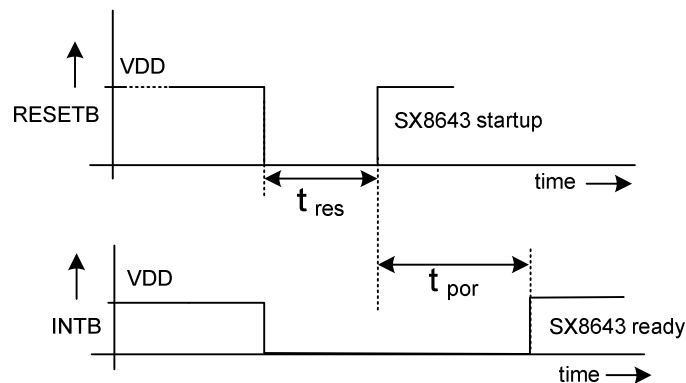 VDD
RESETB
SX8643 startup
time
t res
VDD
t por
INTB
SX8643 ready
time